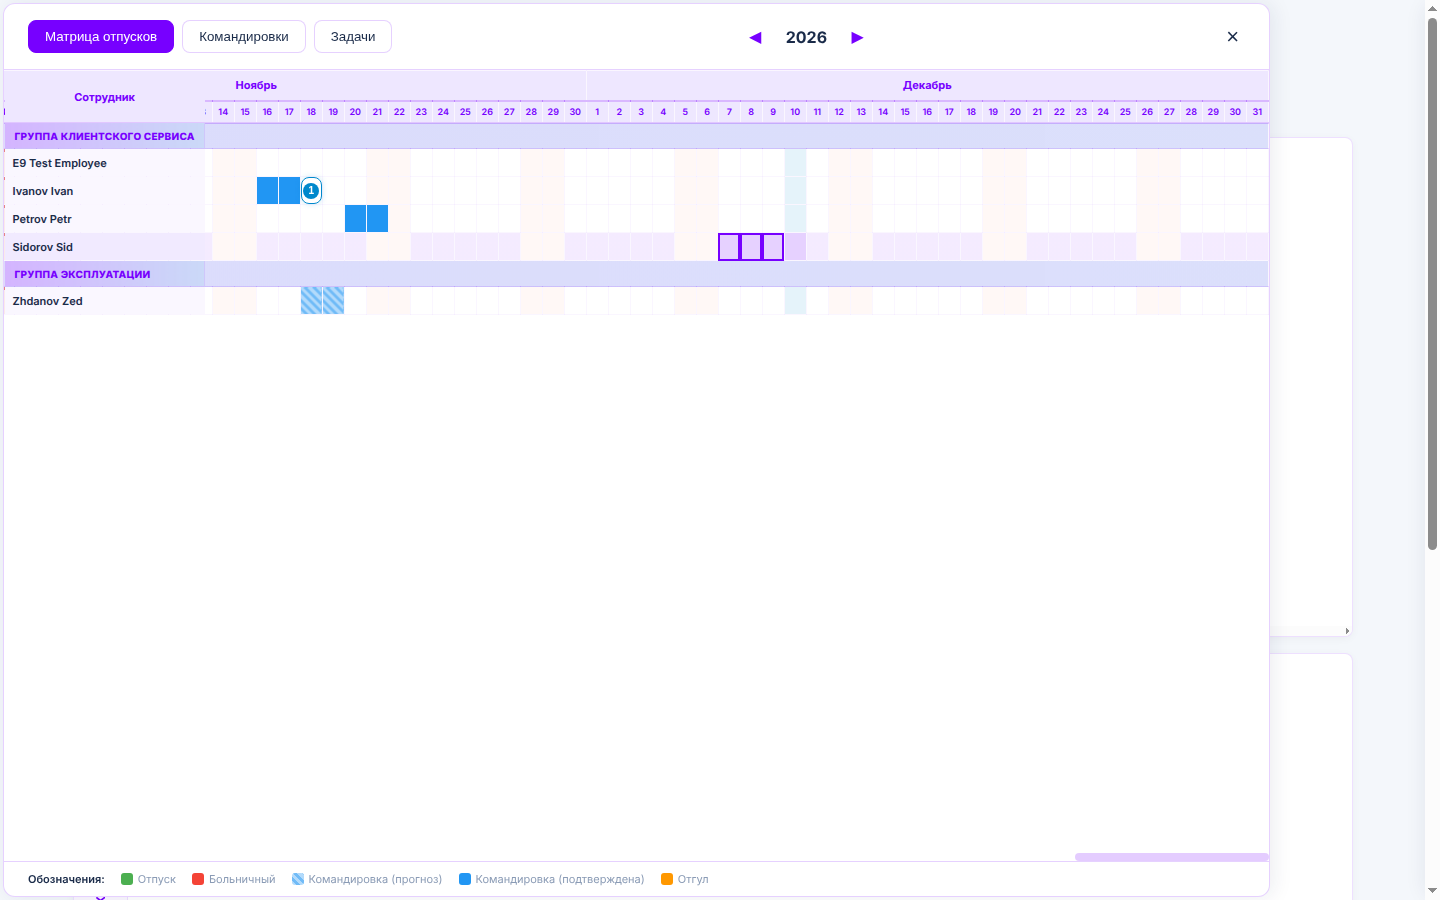 Матрица отпусков Командировки Задачи ◀ 2026 ▶ ×
Сотрудник Ноябрь Декабрь
14 15 16 17 18 19 20 21 22 23 24 25 26 27 28 29 30 1 2 3 4 5 6 7 8 9 10 11 12 13 14 15 16 17 18 19 20 21 22 23 24 25 26 27 28 29 30 31
ГРУППА КЛИЕНТСКОГО СЕРВИСА
E9 Test Employee
Ivanov Ivan 1
Petrov Petr
Sidorov Sid
ГРУППА ЭКСПЛУАТАЦИИ
Zhdanov Zed
Обозначения: Отпуск Больничный Командировка (прогноз) Командировка (подтверждена) Отгул